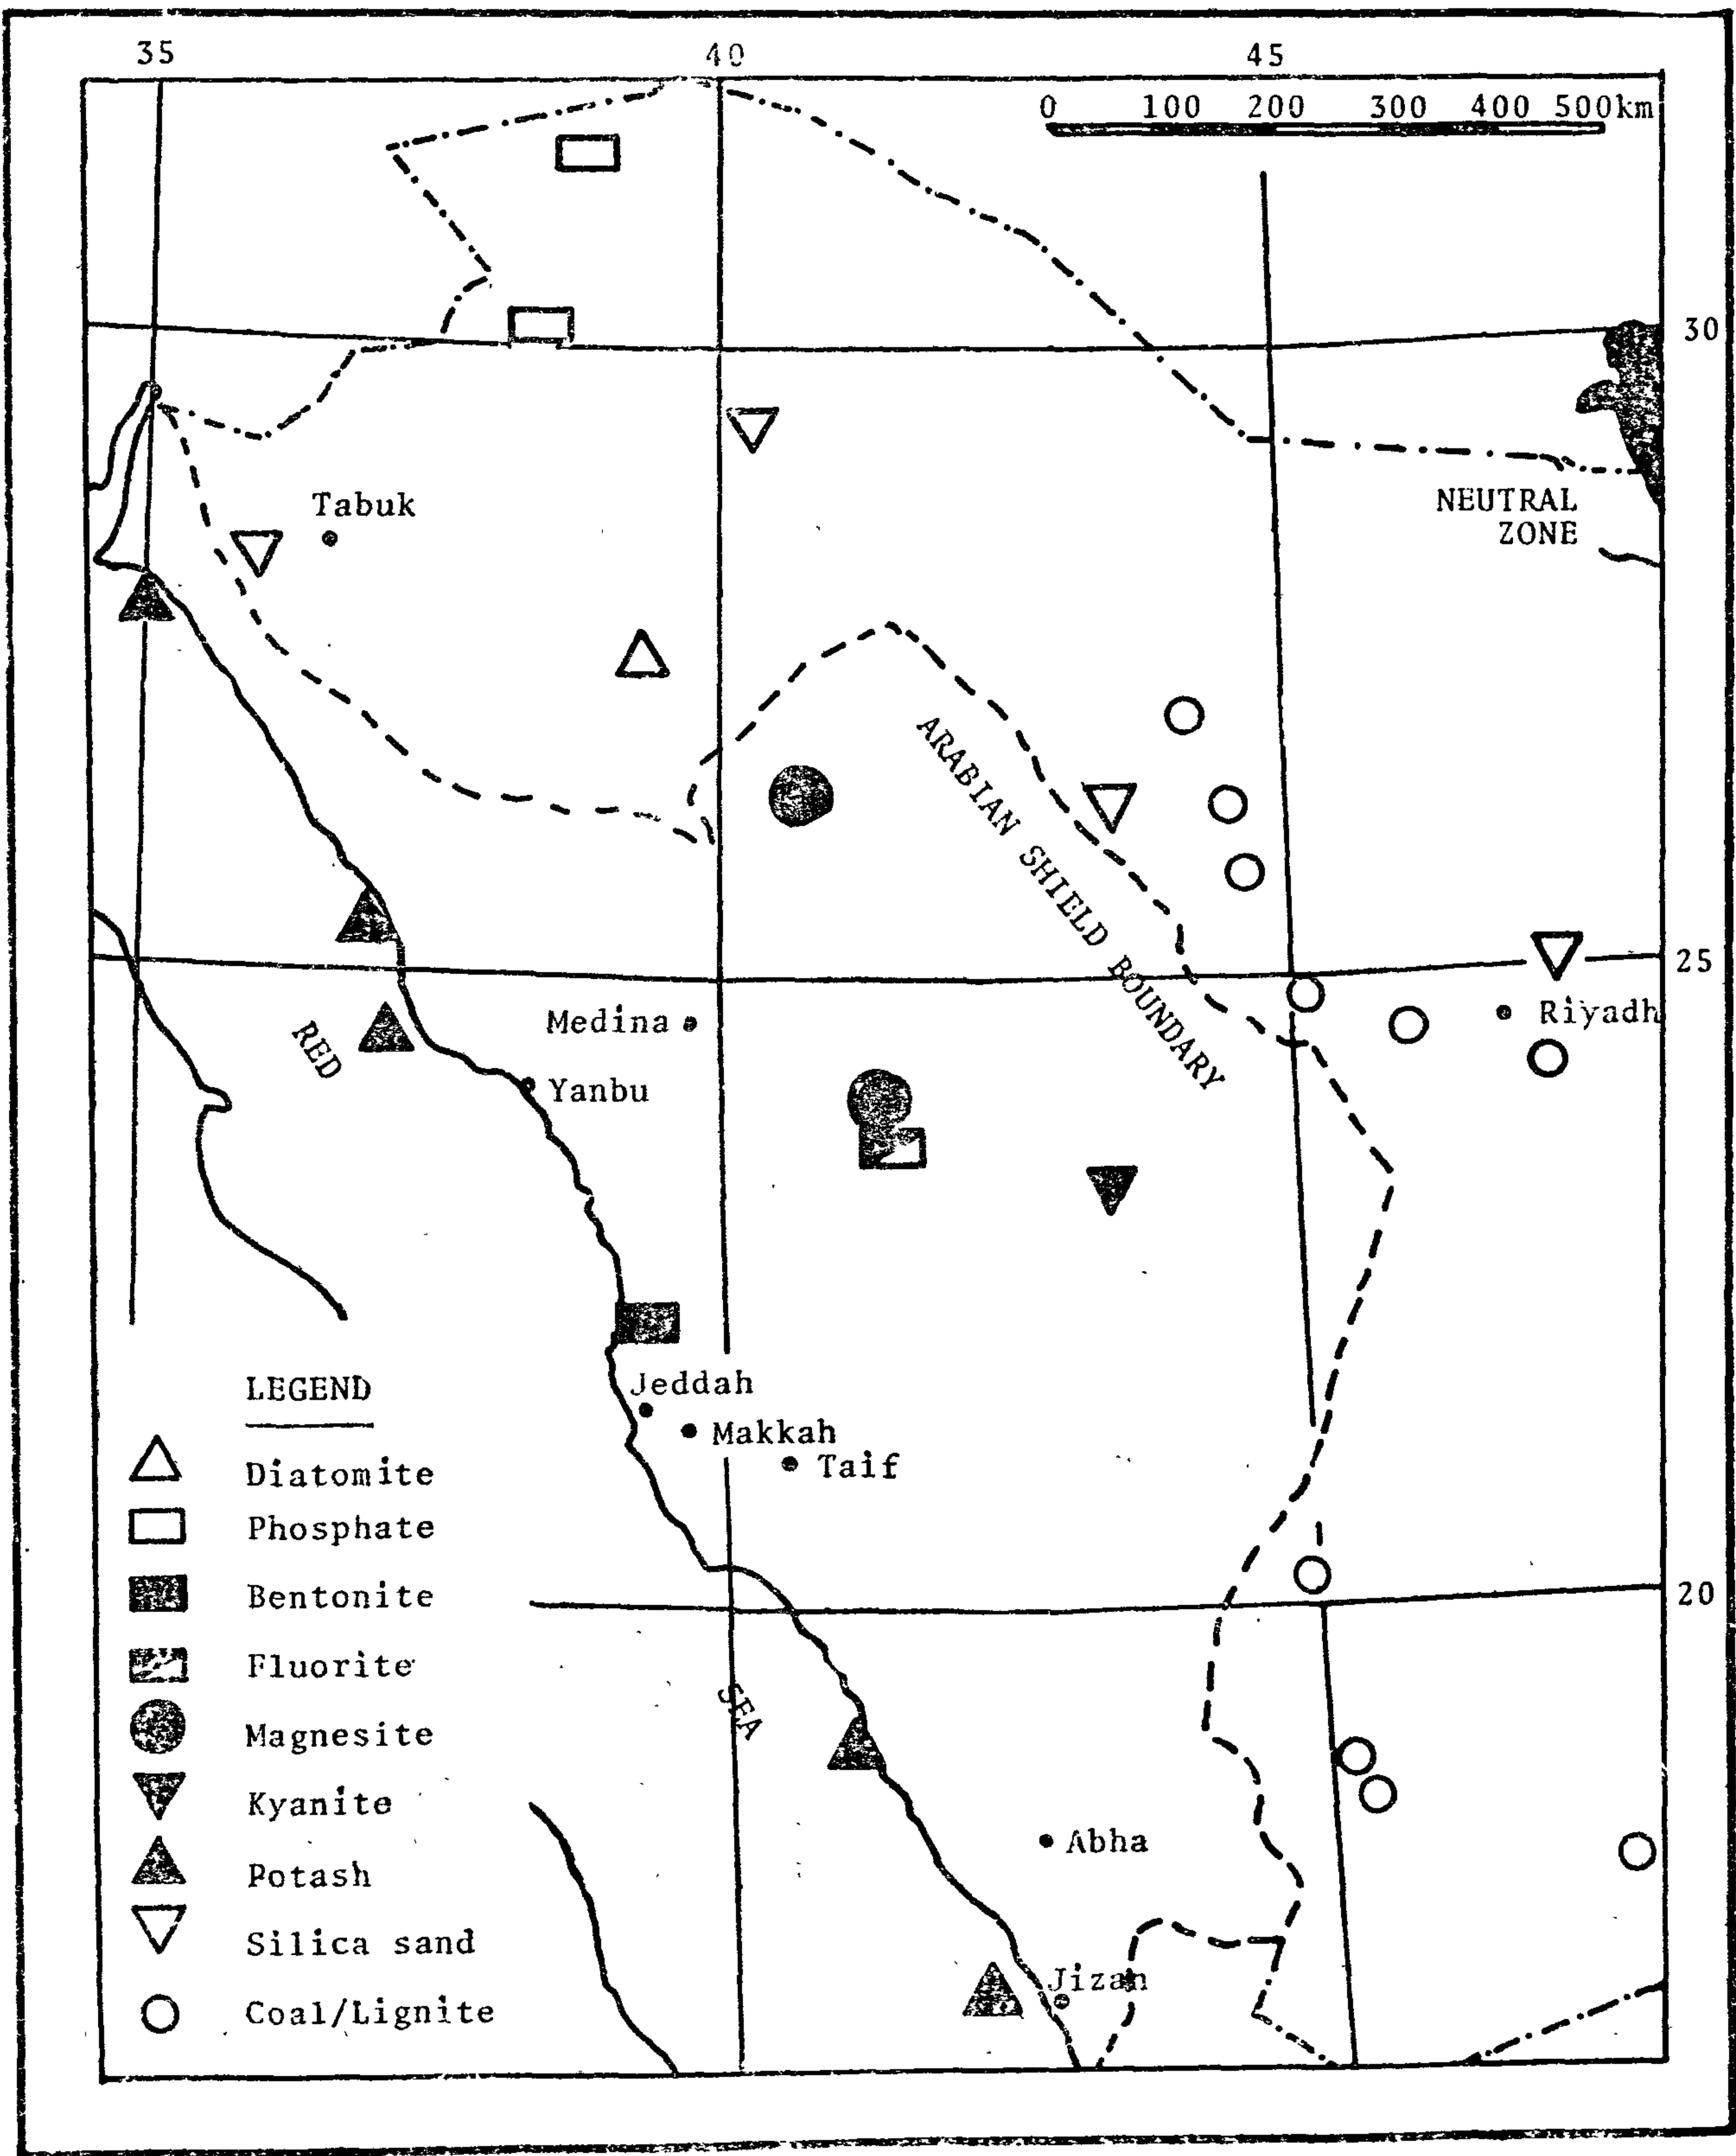 35 40 45
0 100 200 300 400 500km
30
Tabuk
NEUTRAL
ZONE
ARABIAN SHIELD BOUNDARY
25
Riyadh
Medina
RED
Yanbu
Jeddah
Makkah
Taif
LEGEND
Diatomite
Phosphate
Bentonite
Fluorite
Magnesite
Kyanite
Potash
Silica sand
Coal/Lignite
20
SEA
Abha
Jizan